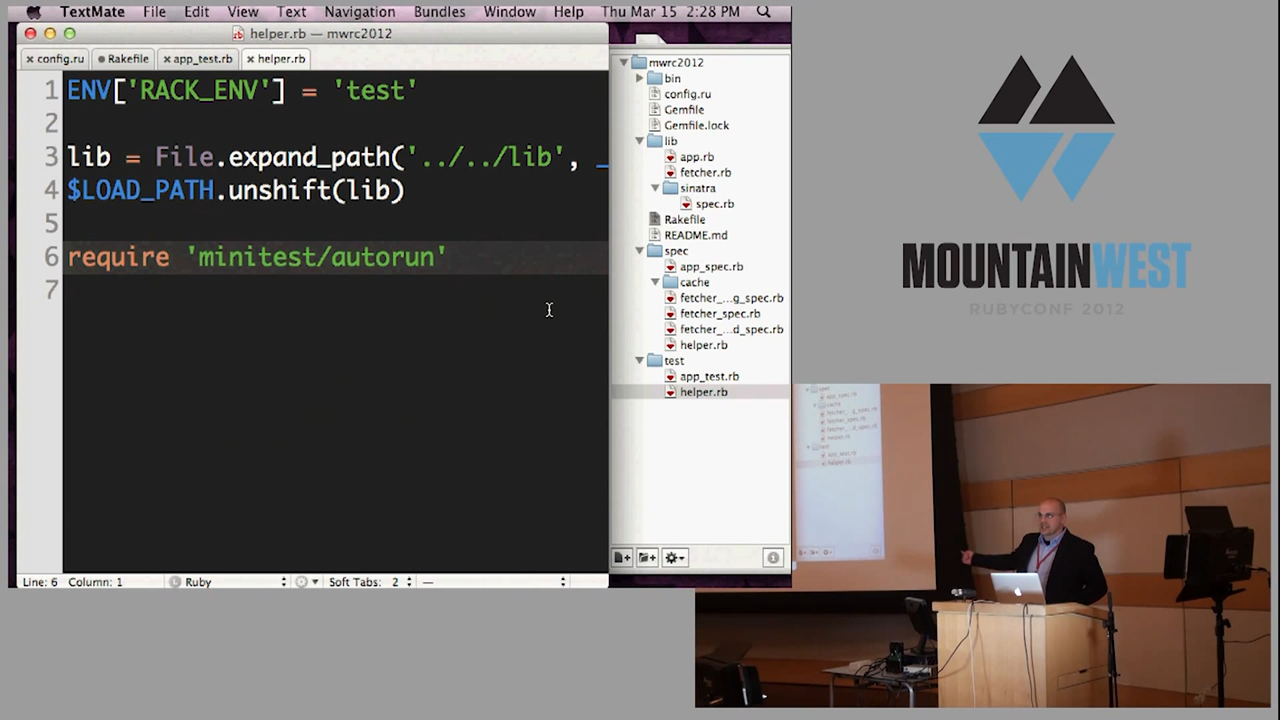 TextMate File Edit View Text Navigation Bundles Window Help Thu Mar 15 2:28 PM
helper.rb — mwrc2012
config.ru Rakefile app_test.rb helper.rb
1 ENV['RACK_ENV'] = 'test'
2
3 lib = File.expand_path('../../lib', _
4 $LOAD_PATH.unshift(lib)
5
6 require 'minitest/autorun'
7
Line: 6 Column: 1 Ruby Soft Tabs: 2 —
mwrc2012
bin
config.ru
Gemfile
Gemfile.lock
lib
app.rb
fetcher.rb
sinatra
spec.rb
Rakefile
README.md
spec
app_spec.rb
cache
fetcher_...g_spec.rb
fetcher_spec.rb
fetcher_...d_spec.rb
helper.rb
test
app_test.rb
helper.rb
MOUNTAINWEST
RUBYCONF 2012